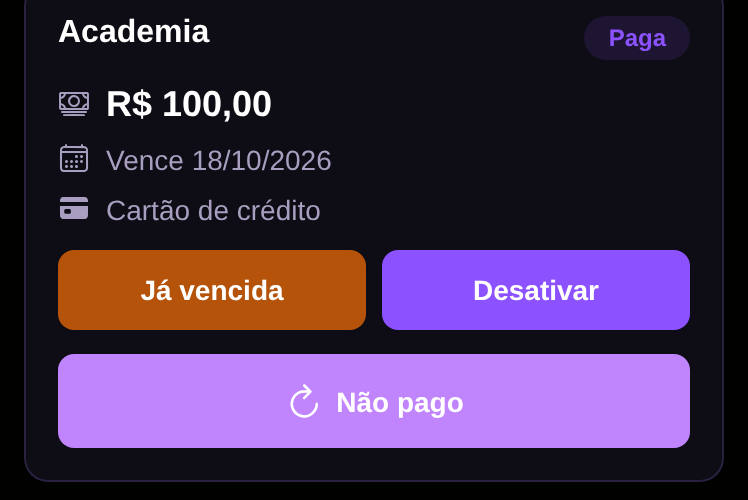 Academia
Paga
R$ 100,00
Vence 18/10/2026
Cartão de crédito
Já vencida
Desativar
Não pago